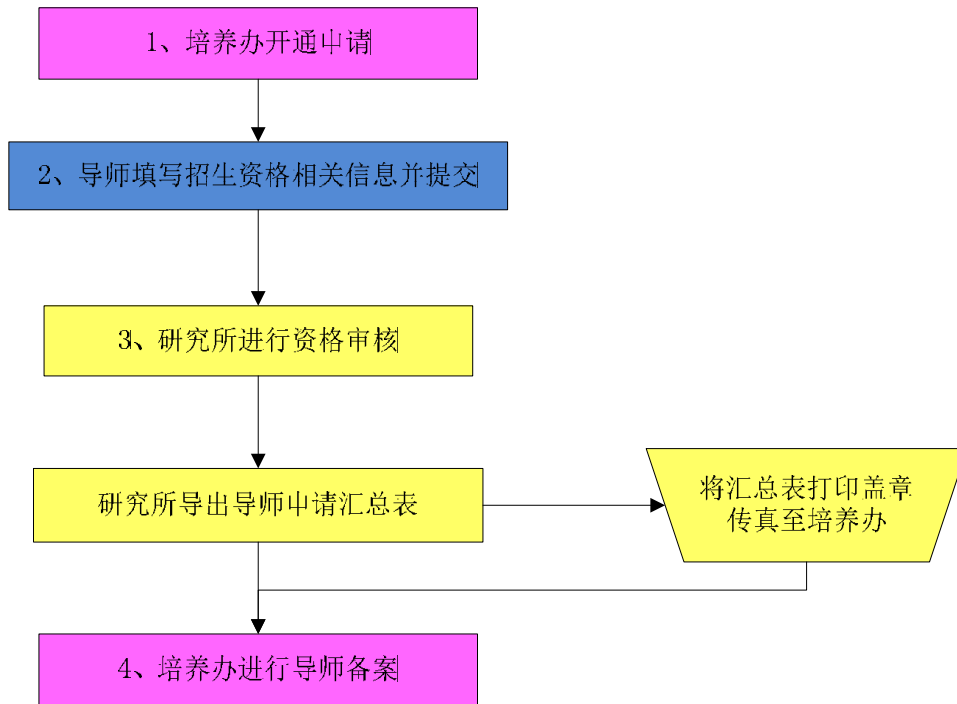 1、培养办开通申请
2、导师填写招生资格相关信息并提交
3、研究所进行资格审核
研究所导出导师申请汇总表
将汇总表打印盖章
传真至培养办
4、培养办进行导师备案